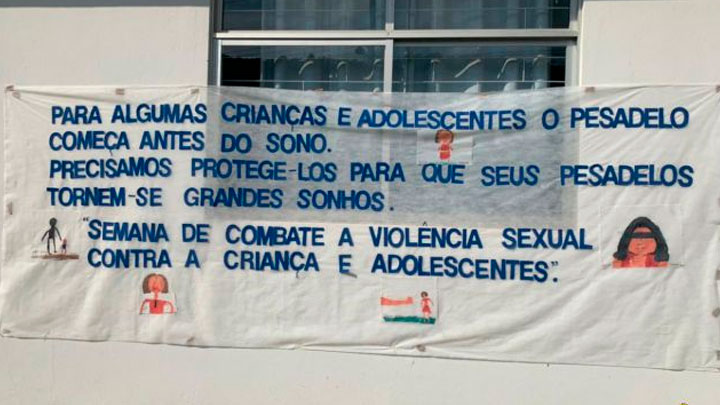 PARA ALGUMAS CRIANÇAS E ADOLESCENTES O PESADELO
COMEÇA ANTES DO SONO.
PRECISAMOS PROTEGE-LOS PARA QUE SEUS PESADELOS
TORNEM-SE GRANDES SONHOS.
"SEMANA DE COMBATE A VIOLÊNCIA SEXUAL
CONTRA A CRIANÇA E ADOLESCENTES".